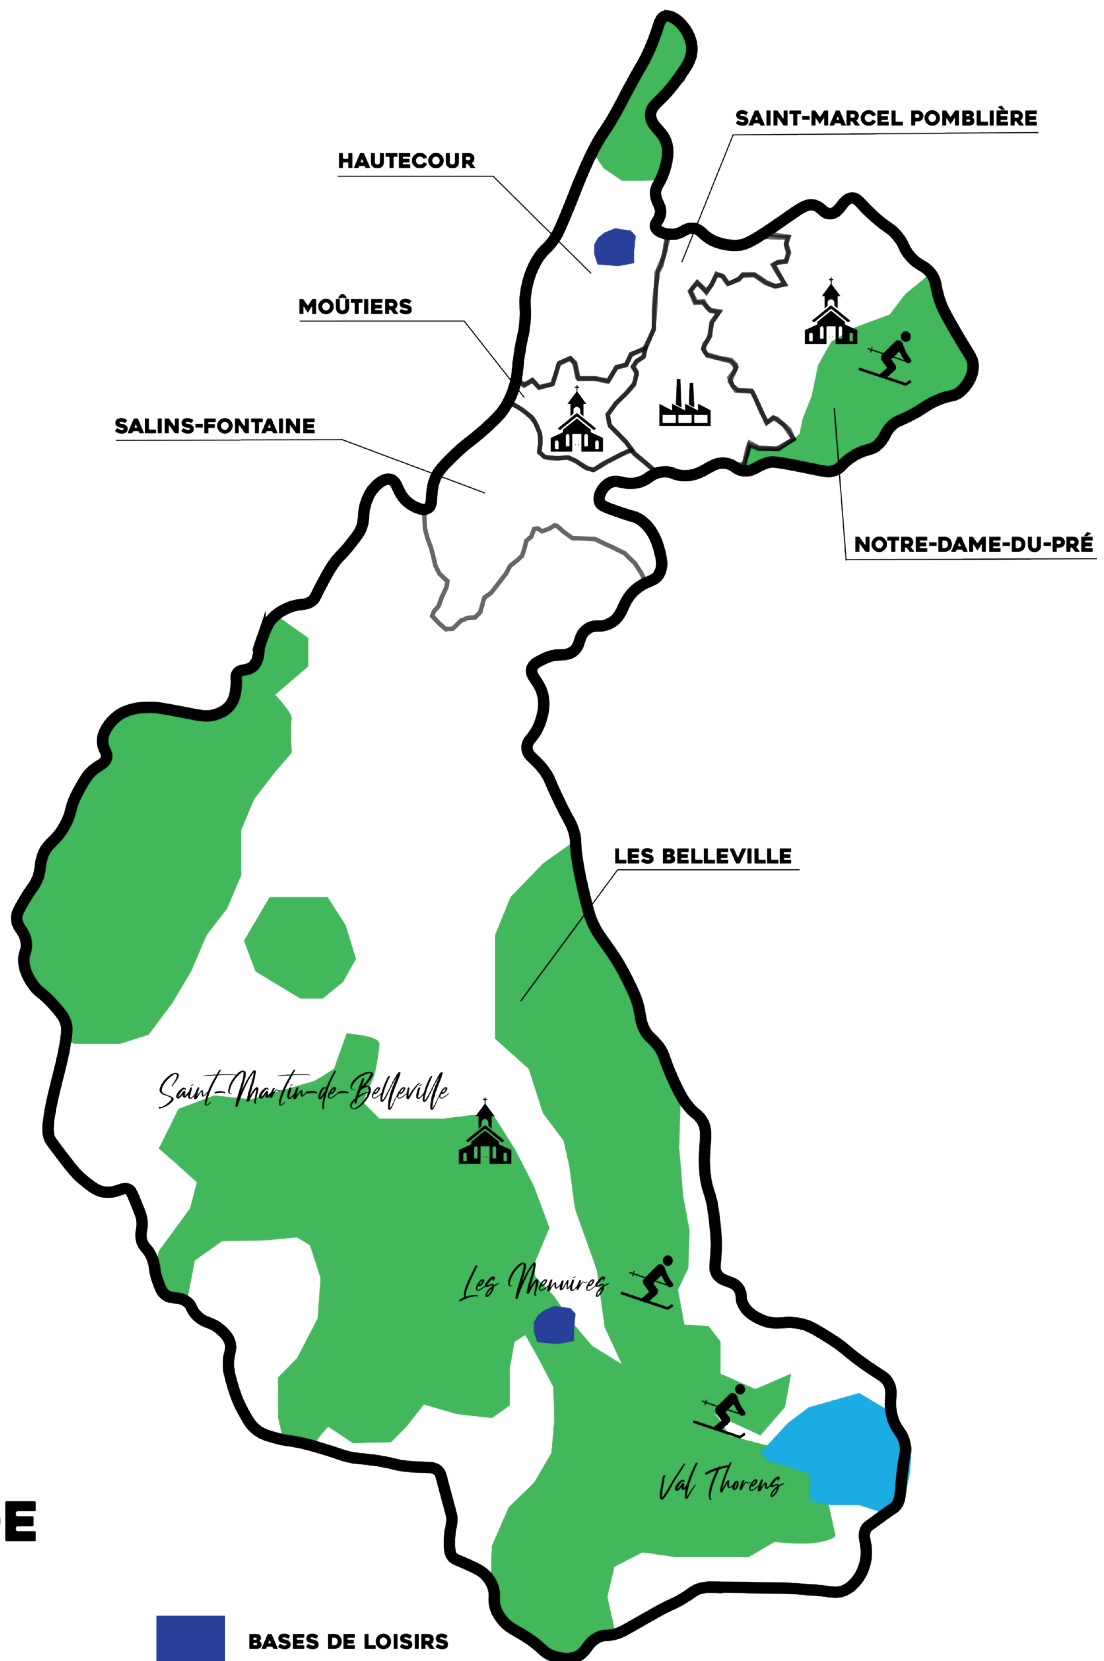 SAINT-MARCEL POMBLIÈRE
HAUTECOUR
MOÛTIERS
SALINS-FONTAINE
NOTRE-DAME-DU-PRÉ
LES BELLEVILLE
Saint-Martin-de-Belleville
Les Menuires
Val Thorens
BASES DE LOISIRS